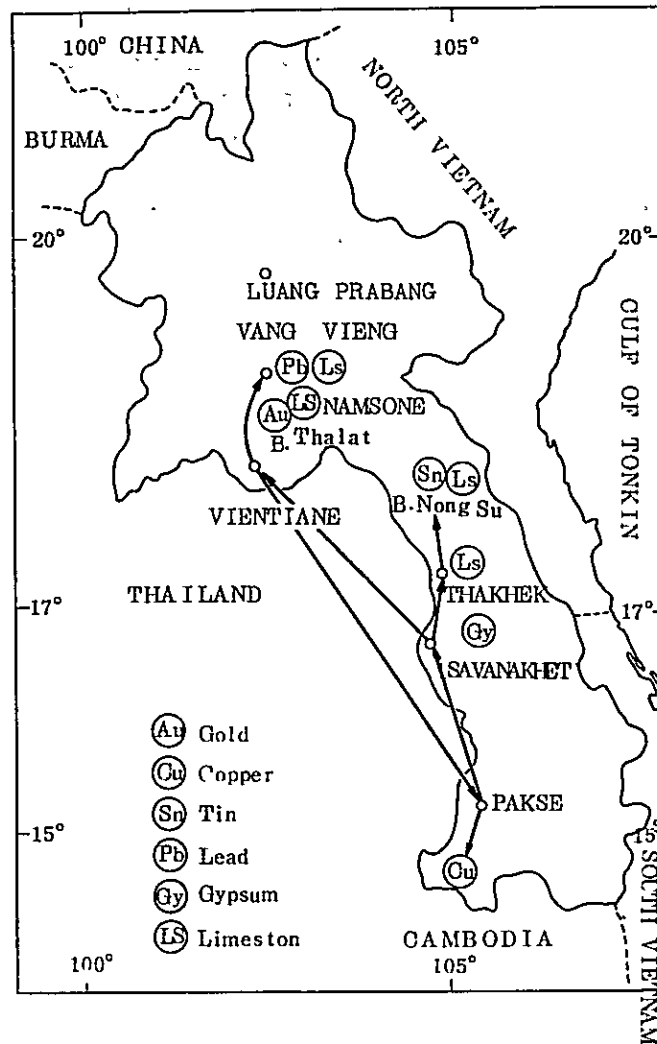 100° CHINA
105°
BURMA
NORTH VIETNAM
20°
20°
LUANG PRABANG
VANG VIENG
Pb Ls
Au LS NAMSONE
B. Thalat
GULF OF TONKIN
Sn Ls
B. Nong Su
VIENTIANE
Ls
THAILAND
THAKHEK
17°
17°
Gy
SAVANAKHET
Au Gold
Cu Copper
Sn Tin
Pb Lead
Gy Gypsum
LS Limeston
PAKSE
15°
15°
Cu
SOUTH VIETNAM
CAMBODIA
100°
105°